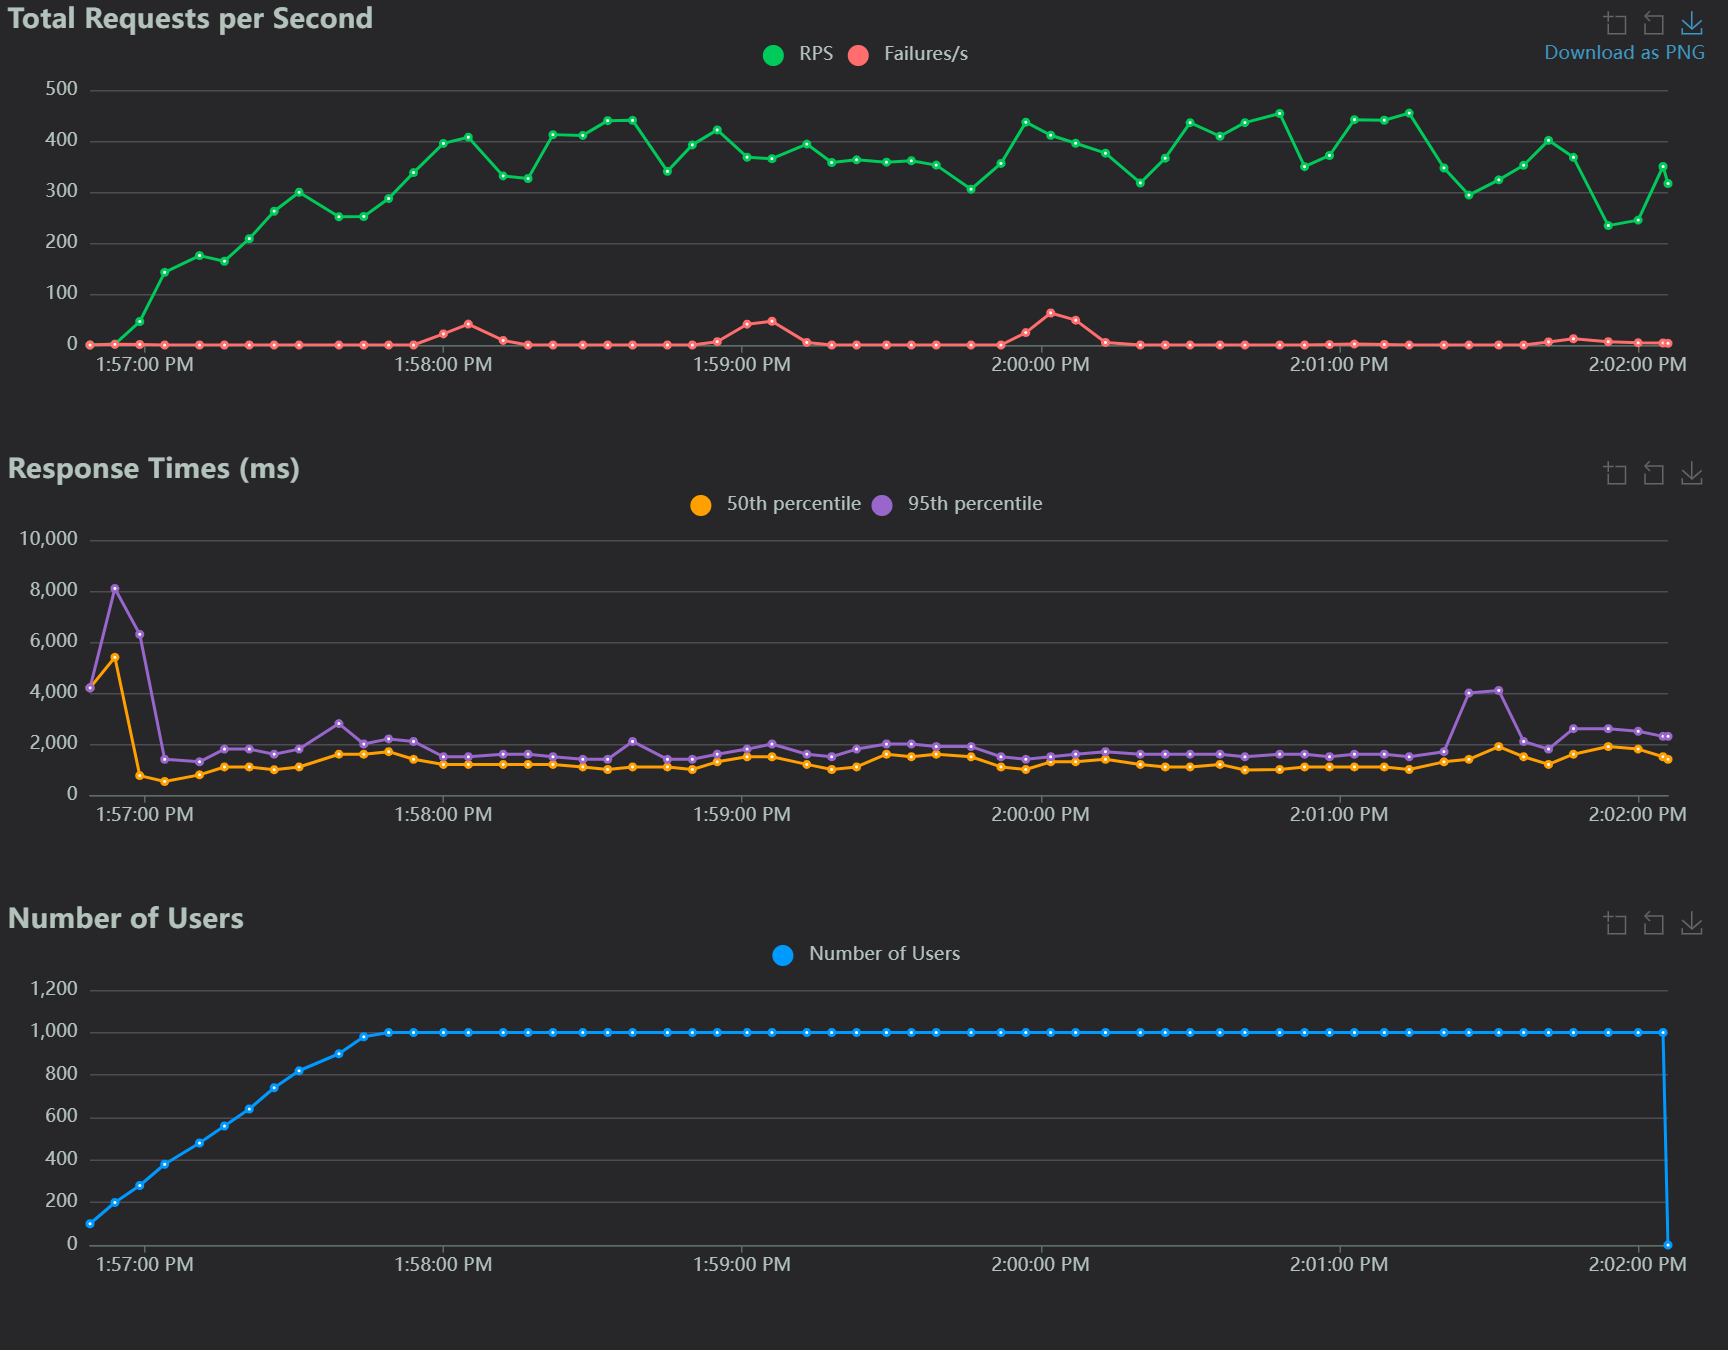 Total Requests per Second
RPS Failures/s
Download as PNG
500
400
300
200
100
0
1:57:00 PM 1:58:00 PM 1:59:00 PM 2:00:00 PM 2:01:00 PM 2:02:00 PM
Response Times (ms)
50th percentile 95th percentile
10,000
8,000
6,000
4,000
2,000
0
1:57:00 PM 1:58:00 PM 1:59:00 PM 2:00:00 PM 2:01:00 PM 2:02:00 PM
Number of Users
Number of Users
1,200
1,000
800
600
400
200
0
1:57:00 PM 1:58:00 PM 1:59:00 PM 2:00:00 PM 2:01:00 PM 2:02:00 PM